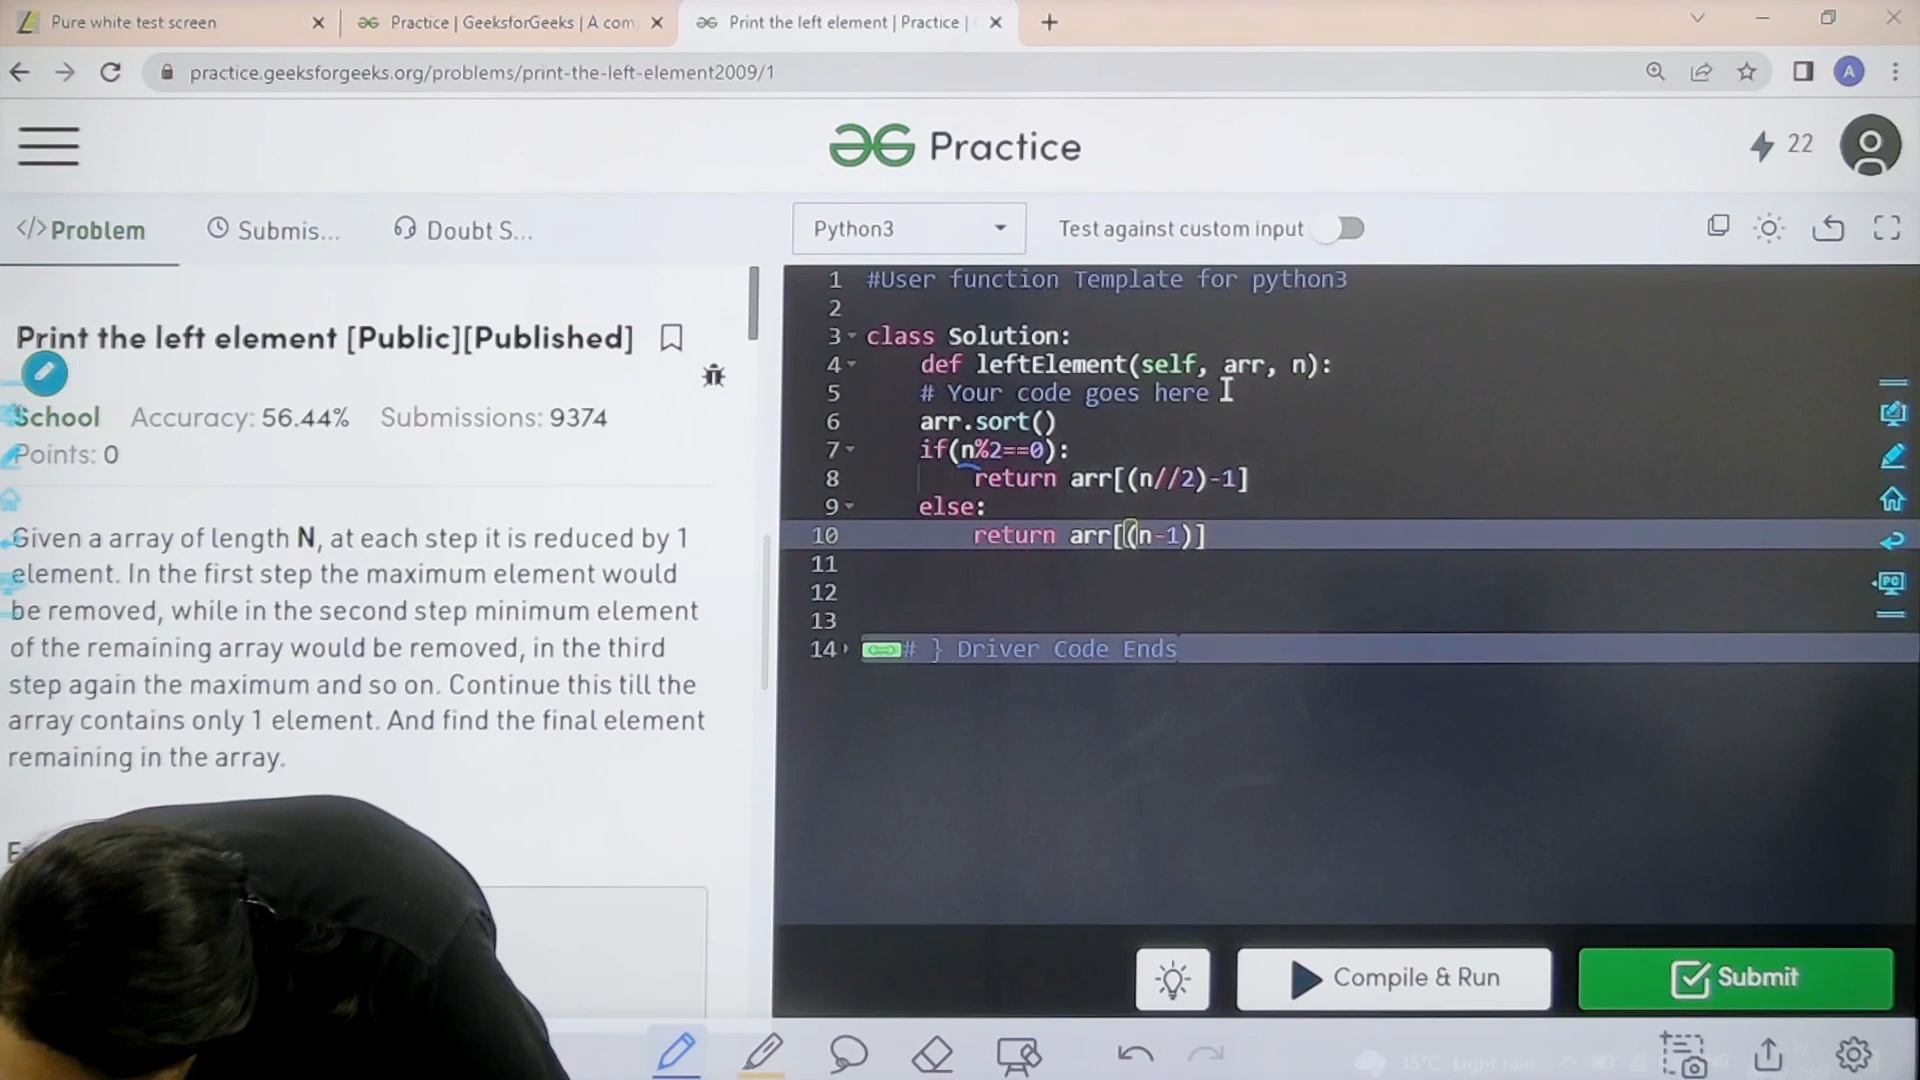 Pure white test screen
Practice | GeeksforGeeks | A com
Print the left element | Practice |
practice.geeksforgeeks.org/problems/print-the-left-element2009/1
A
Practice
22
</>Problem
Submis...
Doubt S...
Python3
Test against custom input
Print the left element [Public][Published]
School Accuracy: 56.44% Submissions: 9374
Points: 0
Given a array of length N, at each step it is reduced by 1
element. In the first step the maximum element would
be removed, while in the second step minimum element
of the remaining array would be removed, in the third
step again the maximum and so on. Continue this till the
array contains only 1 element. And find the final element
remaining in the array.
1 #User function Template for python3
2
3 class Solution:
4 def leftElement(self, arr, n):
5 # Your code goes here
6 arr.sort()
7 if(n%2==0):
8 return arr[(n//2)-1]
9 else:
10 return arr[(n-1)]
11
12
13
14 # } Driver Code Ends
PC
Compile & Run
Submit
35°C Light rain